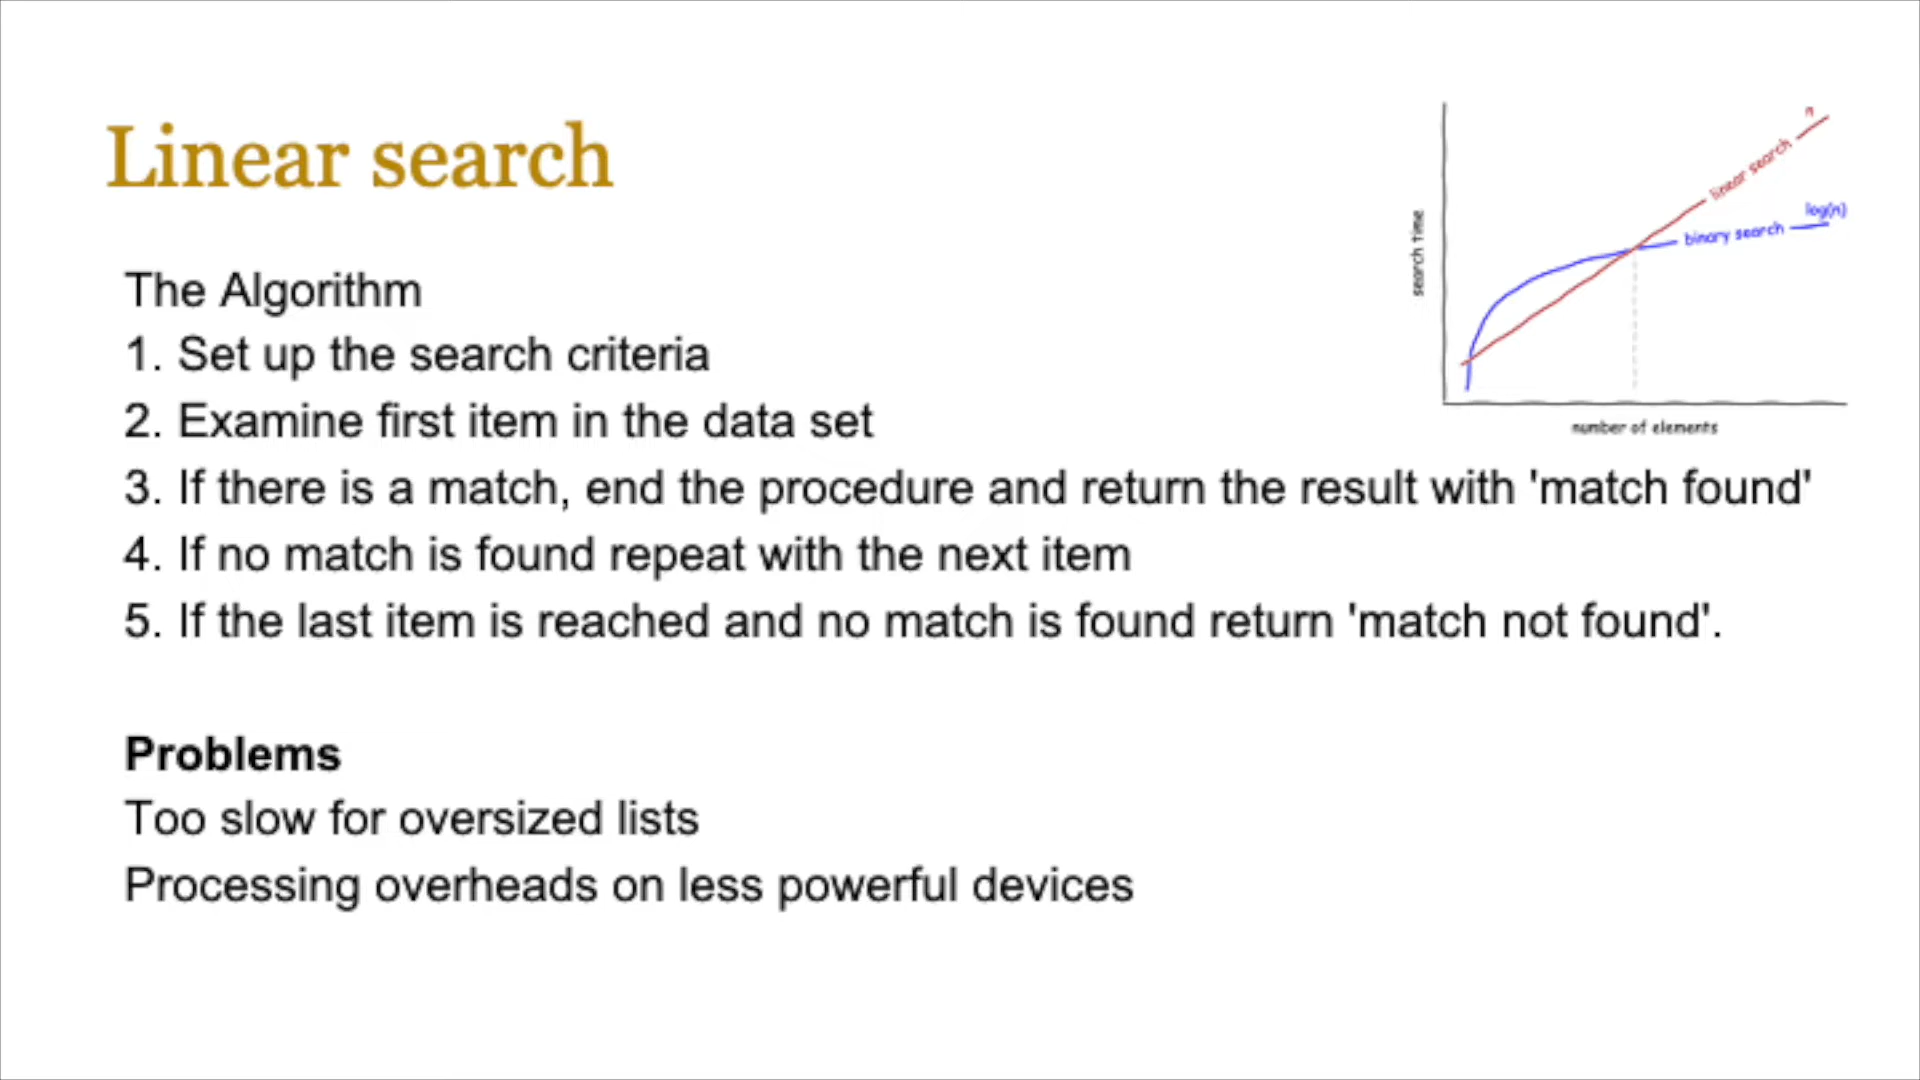 Linear search
n
linear search
log(n)
binary search
search time
number of elements
The Algorithm
1. Set up the search criteria
2. Examine first item in the data set
3. If there is a match, end the procedure and return the result with 'match found'
4. If no match is found repeat with the next item
5. If the last item is reached and no match is found return 'match not found'.
Problems
Too slow for oversized lists
Processing overheads on less powerful devices